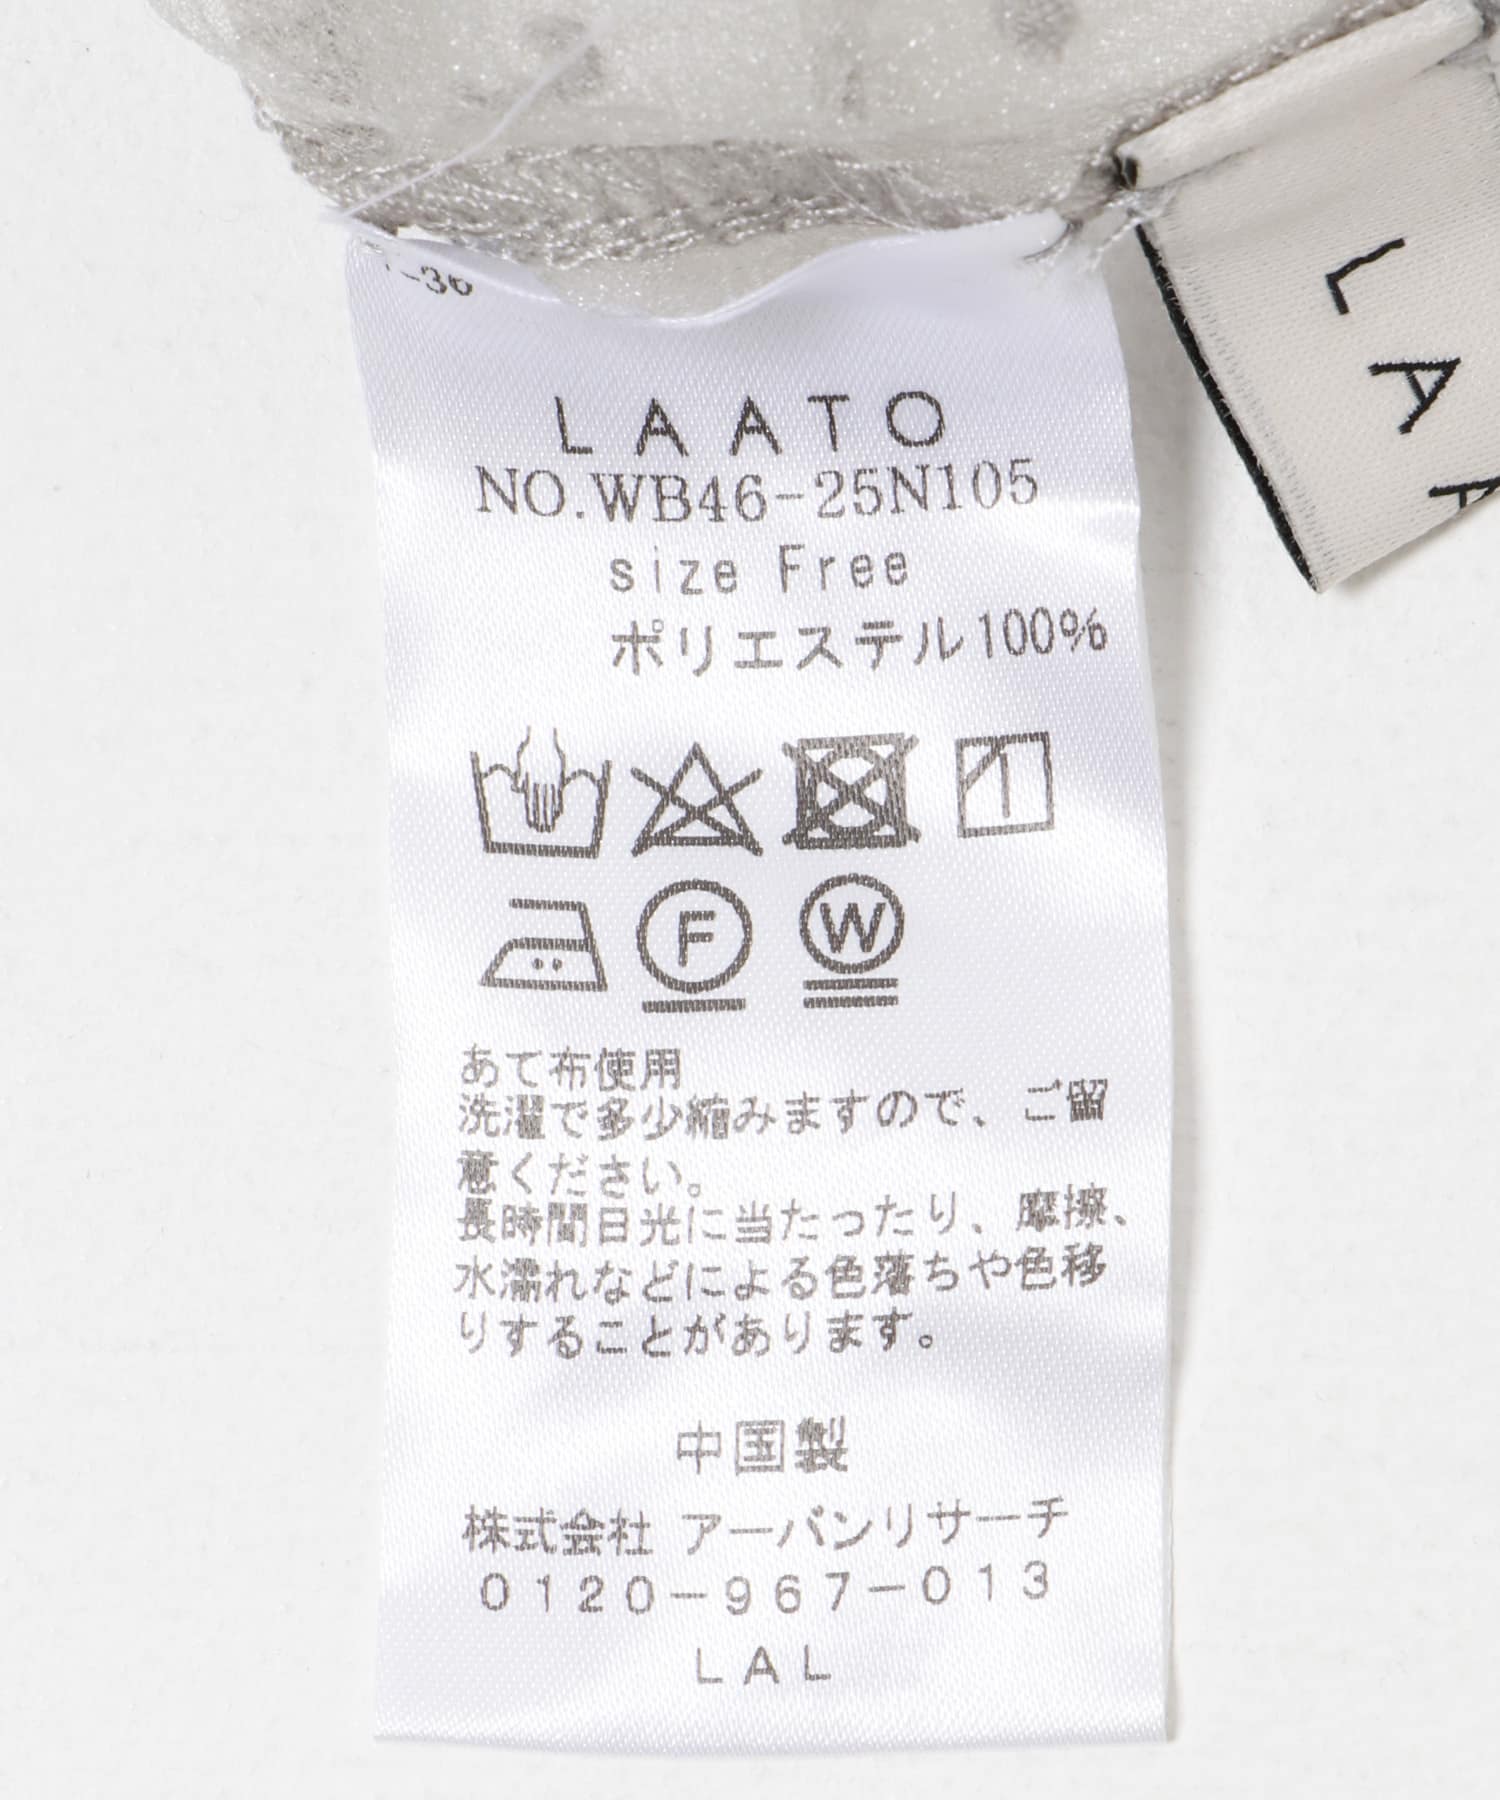 -36
LAATO
NO.WB46-25N105
size Free
ポリエステル100%
F
W
あて布使用
洗濯で多少縮みますので、ご留
意ください。
長時間日光に当たったり、摩擦、
水濡れなどによる色落ちや色移
りすることがあります。
中国製
株式会社 アーバンリサーチ
0120-967-013
LAL
LAA